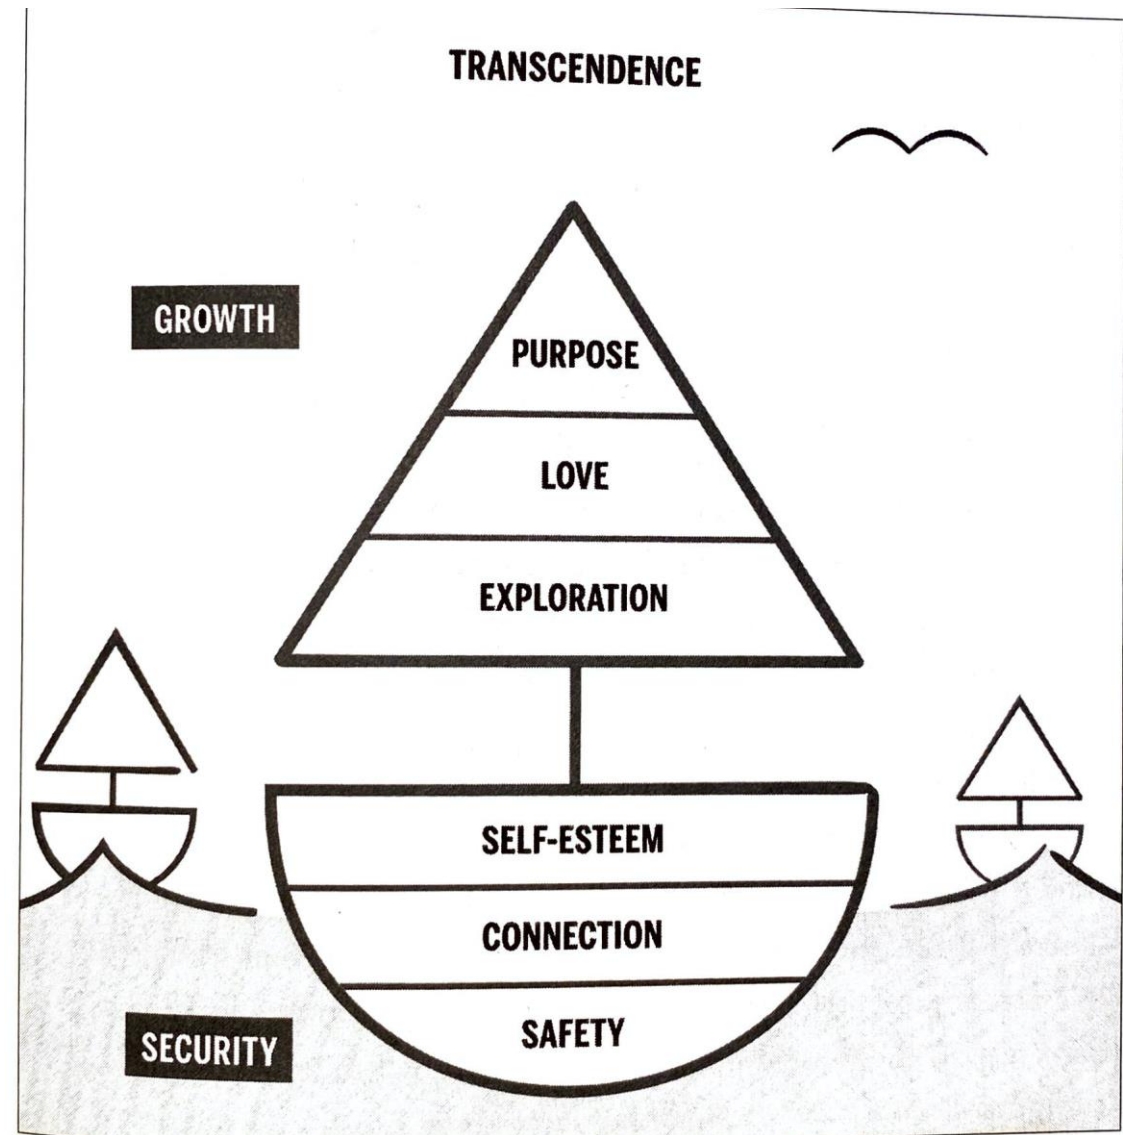 TRANSCENDENCE
GROWTH
PURPOSE
LOVE
EXPLORATION
SELF-ESTEEM
CONNECTION
SAFETY
SECURITY